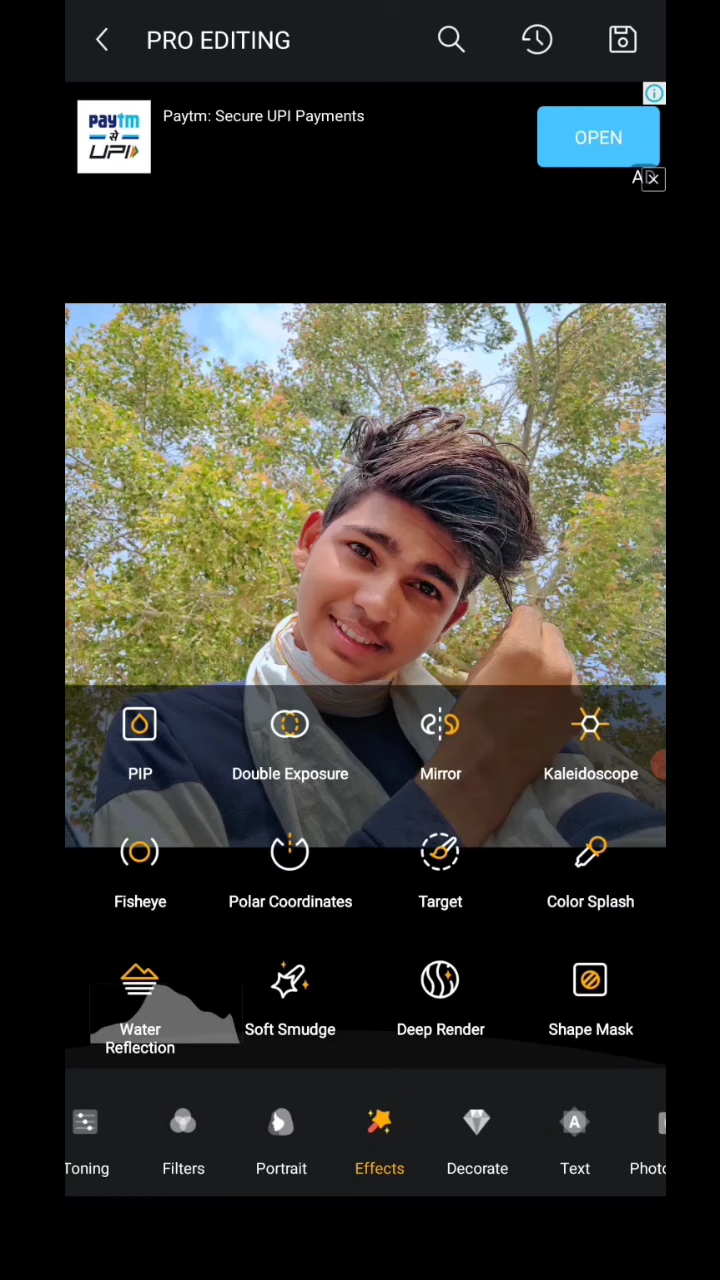 PRO EDITING
paytm
से
UPI
Paytm: Secure UPI Payments
OPEN
PIP
Double Exposure
Mirror
Kaleidoscope
Fisheye
Polar Coordinates
Target
Color Splash
Water
Reflection
Soft Smudge
Deep Render
Shape Mask
Toning
Filters
Portrait
Effects
Decorate
A
Text